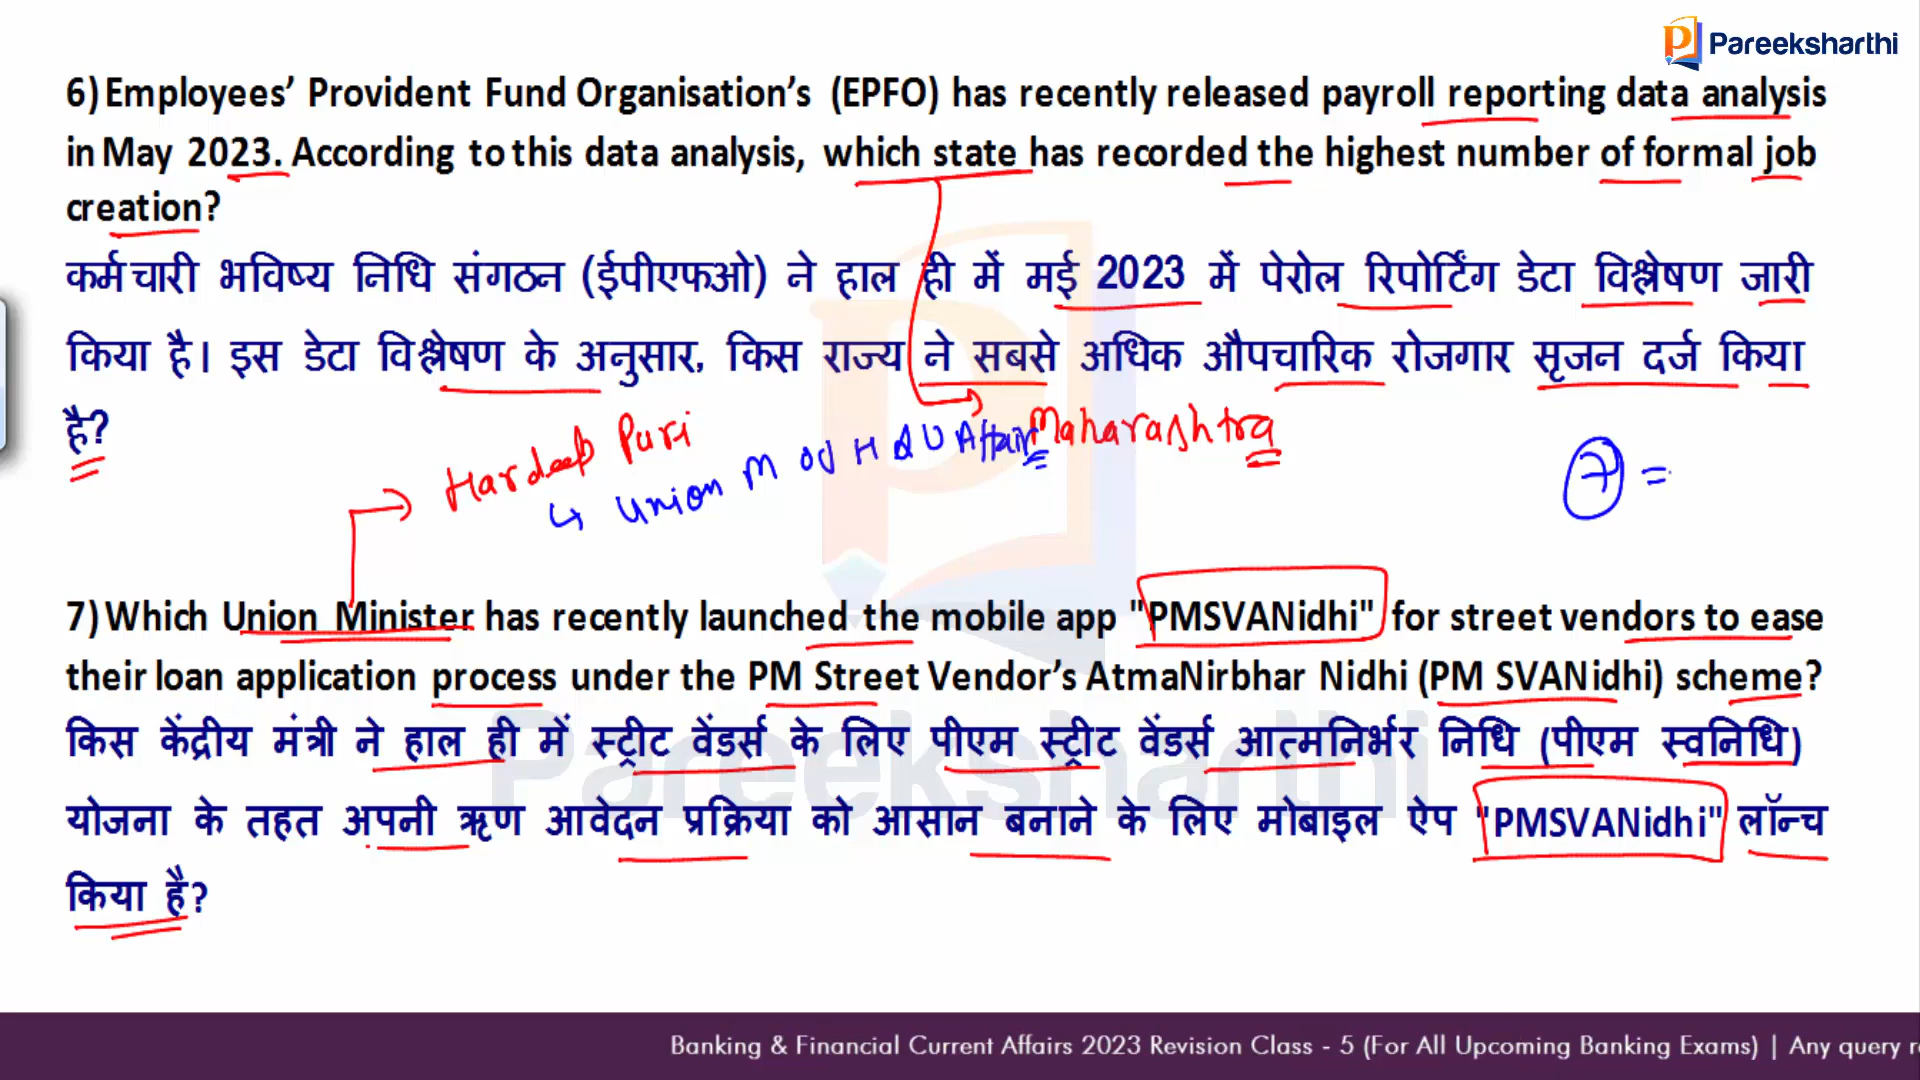 Pareeksharthi
6) Employees’ Provident Fund Organisation’s (EPFO) has recently released payroll reporting data analysis
in May 2023. According to this data analysis, which state has recorded the highest number of formal job
creation?
कर्मचारी भविष्य निधि संगठन (ईपीएफओ) ने हाल ही में मई 2023 में पेरोल रिपोर्टिंग डेटा विश्लेषण जारी
किया है। इस डेटा विश्लेषण के अनुसार, किस राज्य ने सबसे अधिक औपचारिक रोजगार सृजन दर्ज किया
है?
Maharashtra
Hardeep Puri
Union M of H & U Affair
7 =
7) Which Union Minister has recently launched the mobile app "PMSVANidhi" for street vendors to ease
their loan application process under the PM Street Vendor’s AtmaNirbhar Nidhi (PM SVANidhi) scheme?
किस केंद्रीय मंत्री ने हाल ही में स्ट्रीट वेंडर्स के लिए पीएम स्ट्रीट वेंडर्स आत्मनिर्भर निधि (पीएम स्वनिधि)
योजना के तहत अपनी ऋण आवेदन प्रक्रिया को आसान बनाने के लिए मोबाइल ऐप "PMSVANidhi" लॉन्च
किया है?
Pareeksharthi
Banking & Financial Current Affairs 2023 Revision Class - 5 (For All Upcoming Banking Exams) | Any query r